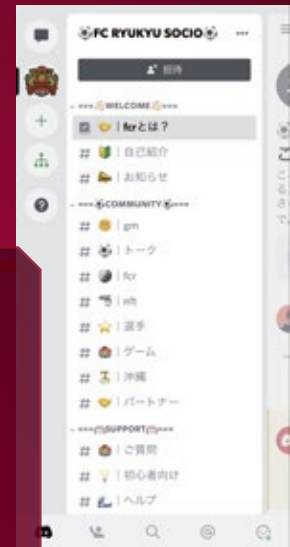 FC RYUKYU SOCIO
招待
WELCOME
fcrとは？
自己紹介
お知らせ
COMMUNITY
gm
トーク
fcr
nft
選手
ゲーム
沖縄
パートナー
SUPPORT
ご質問
初心者向け
ヘルプ